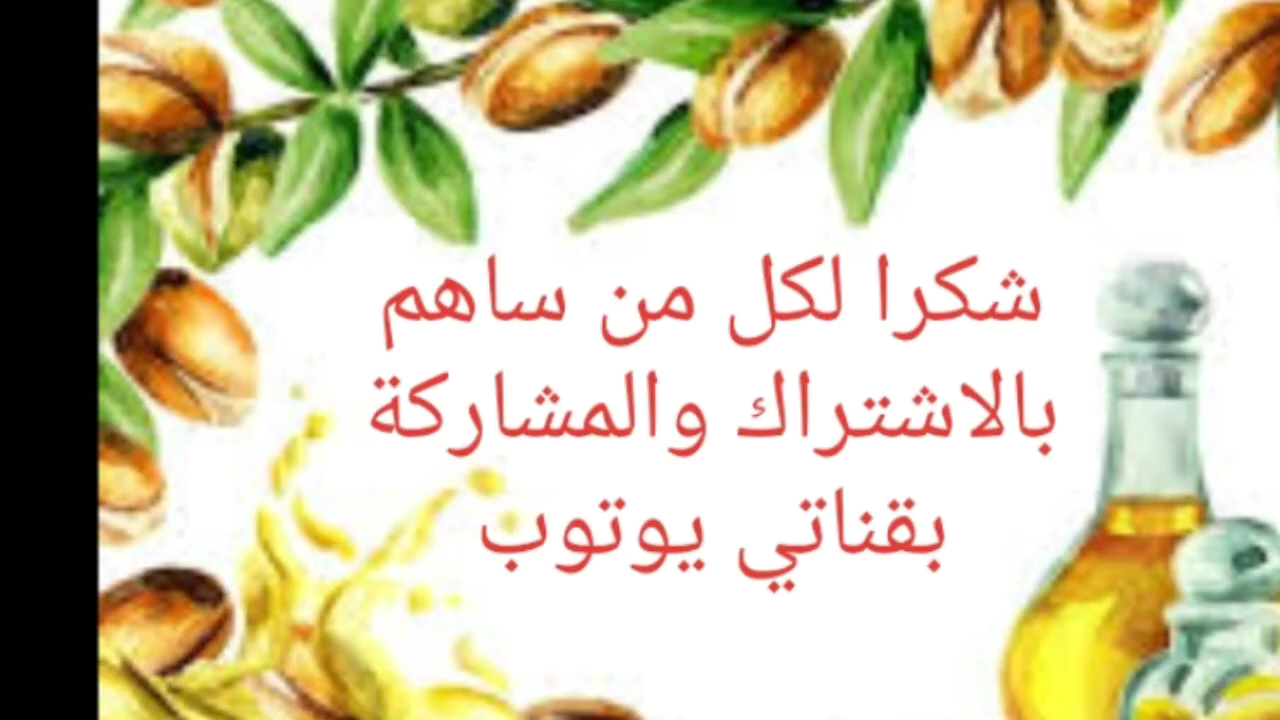 شكرا لكل من ساهم
بالاشتراك والمشاركة
بقناتي يوتوب